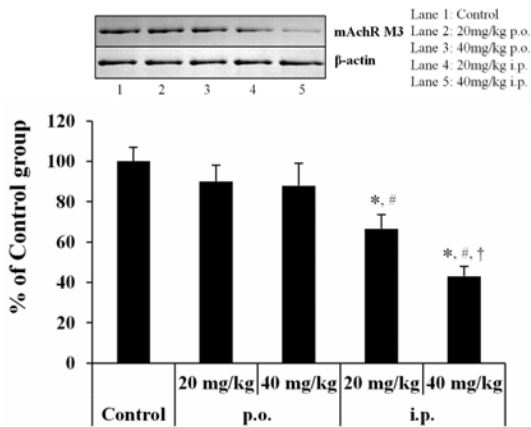 mAchR M3
β-actin
1 2 3 4 5
Lane 1: Control
Lane 2: 20mg/kg p.o.
Lane 3: 40mg/kg p.o.
Lane 4: 20mg/kg i.p.
Lane 5: 40mg/kg i.p.
% of Control group
120
100
80
60
40
20
0
*, #
*, #, †
20 mg/kg 40 mg/kg 20 mg/kg 40 mg/kg
Control p.o. i.p.